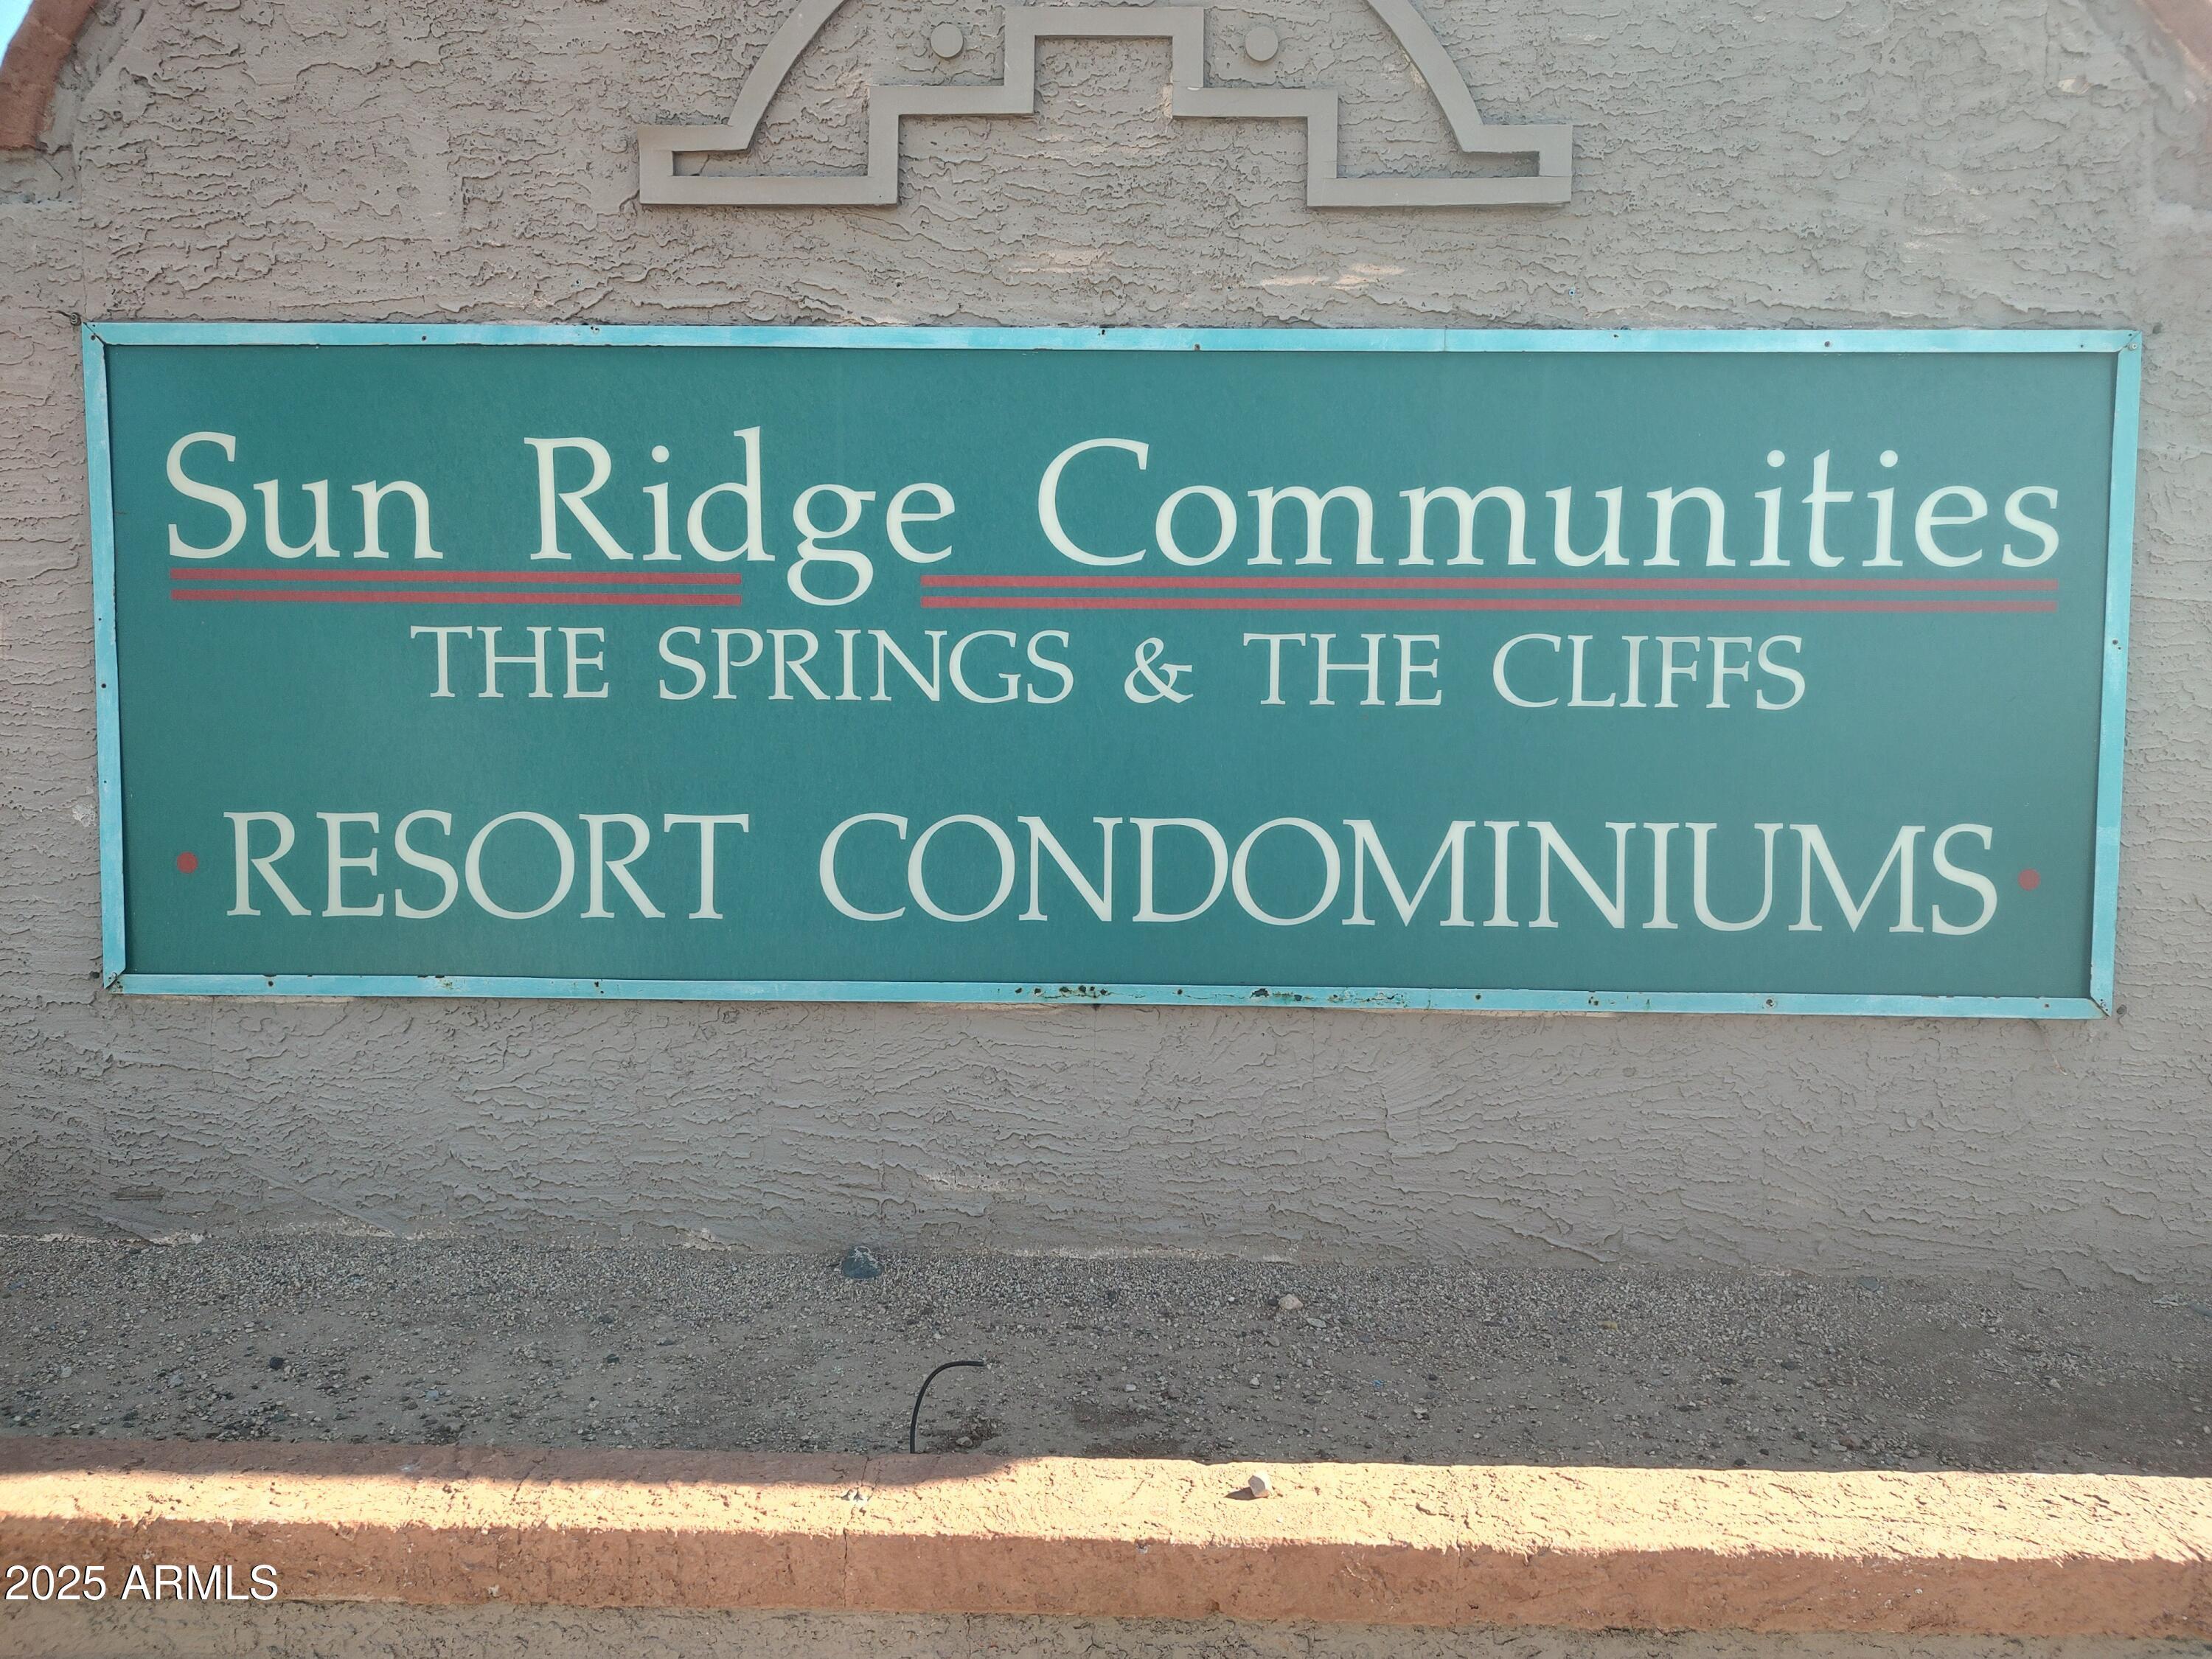 Sun Ridge Communities
THE SPRINGS & THE CLIFFS
• RESORT CONDOMINIUMS •
2025 ARMLS